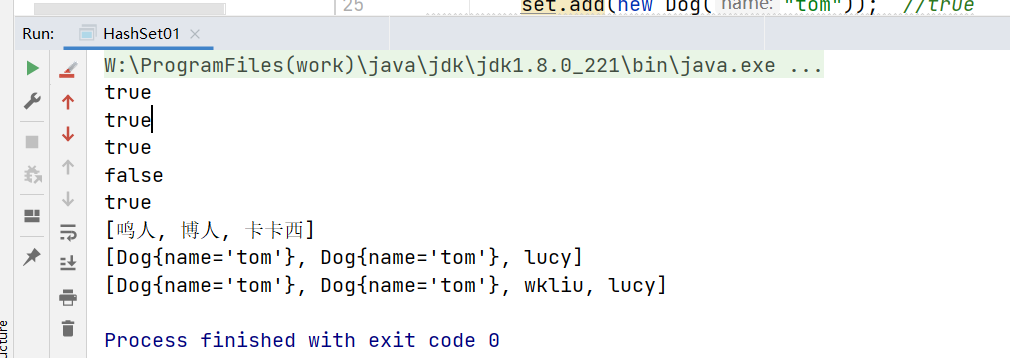 25 set.add(new Dog( name: "tom")); //true
Run: HashSet01
W:\ProgramFiles(work)\java\jdk\jdk1.8.0_221\bin\java.exe ...
true
true
true
false
true
[鸣人, 博人, 卡卡西]
[Dog{name='tom'}, Dog{name='tom'}, lucy]
[Dog{name='tom'}, Dog{name='tom'}, wkliu, lucy]
Process finished with exit code 0